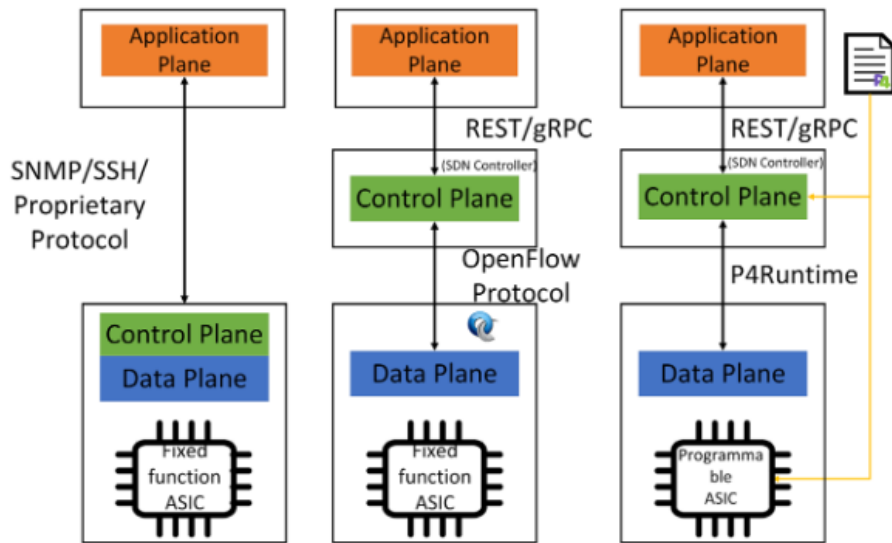 Application
Plane
SNMP/SSH/
Proprietary
Protocol
Control Plane
Data Plane
Fixed
function
ASIC
Application
Plane
REST/gRPC
(SDN Controller)
Control Plane
OpenFlow
Protocol
Data Plane
Fixed
function
ASIC
Application
Plane
P4
REST/gRPC
(SDN Controller)
Control Plane
P4Runtime
Data Plane
Programma
ble
ASIC